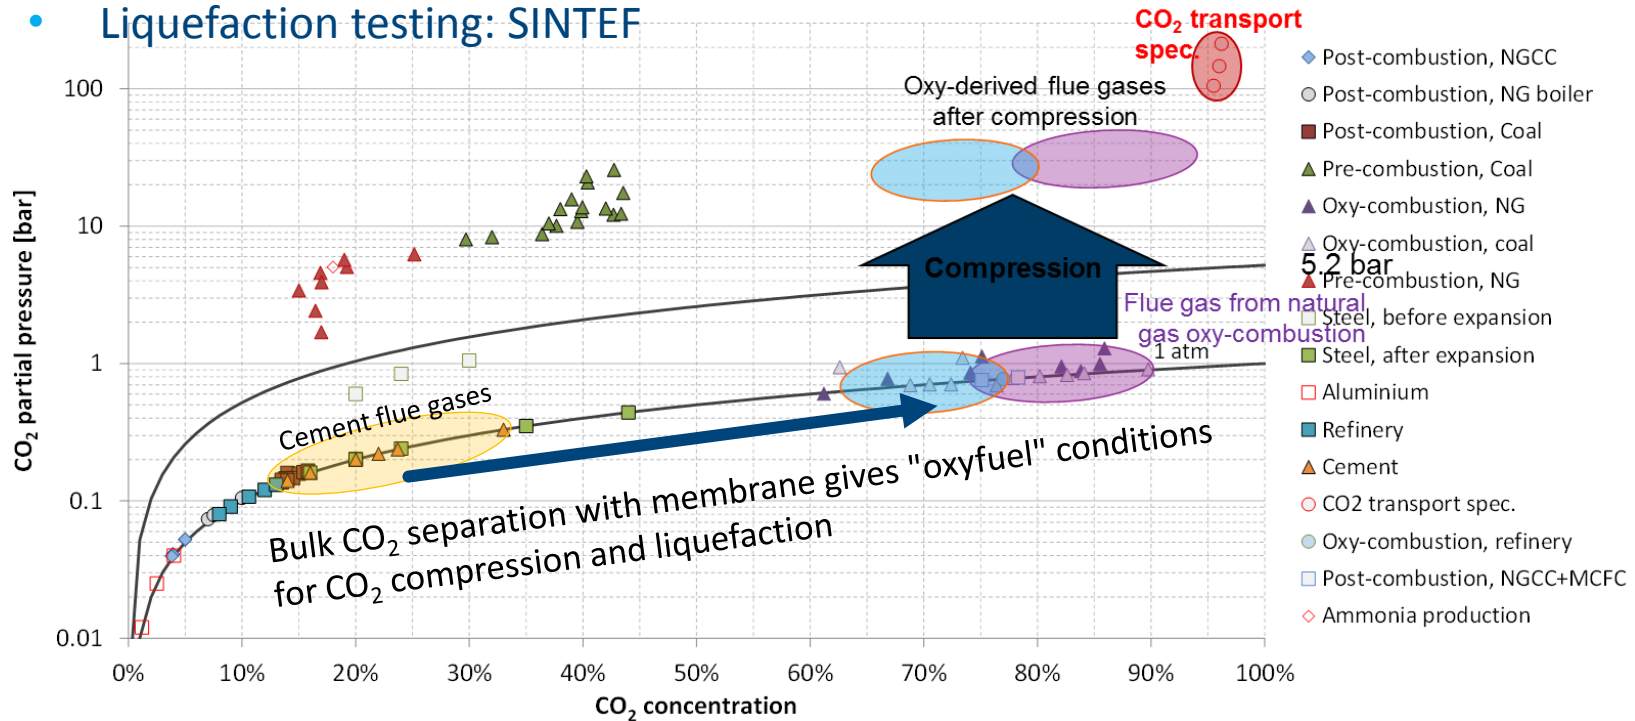 • Liquefaction testing: SINTEF
CO2 transport
spec.
Oxy-derived flue gases
after compression
Compression
5.2 bar
Flue gas from natural
gas oxy-combustion
1 atm
Cement flue gases
Bulk CO2 separation with membrane gives "oxyfuel" conditions
for CO2 compression and liquefaction
CO2 partial pressure [bar]
100
10
1
0.1
0.01
0% 10% 20% 30% 40% 50% 60% 70% 80% 90% 100%
CO2 concentration
Post-combustion, NGCC
Post-combustion, NG boiler
Post-combustion, Coal
Pre-combustion, Coal
Oxy-combustion, NG
Oxy-combustion, coal
Pre-combustion, NG
Steel, before expansion
Steel, after expansion
Aluminium
Refinery
Cement
CO2 transport spec.
Oxy-combustion, refinery
Post-combustion, NGCC+MCFC
Ammonia production